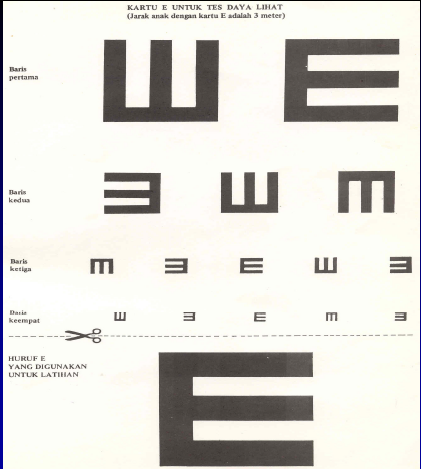 KARTU E UNTUK TES DAYA LIHAT
(Jarak anak dengan kartu E adalah 3 meter)
Baris
pertama
E E
Baris
kedua
E E E
Baris
ketiga
E E E E E
Baris
keempat
E E E E E
HURUF E
YANG DIGUNAKAN
UNTUK LATIHAN
E